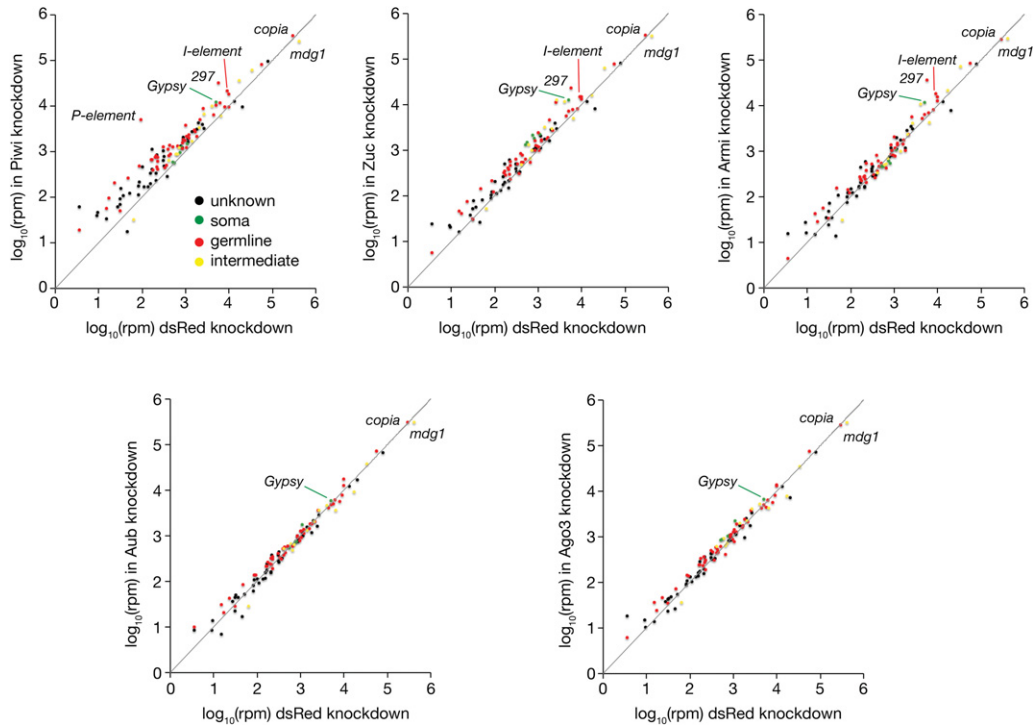 6
5
4
3
2
1
0
0 1 2 3 4 5 6
log10(rpm) in Piwi knockdown
log10(rpm) dsRed knockdown
copia
mdg1
I-element
297
Gypsy
P-element
unknown
soma
germline
intermediate
6
5
4
3
2
1
0
0 1 2 3 4 5 6
log10(rpm) in Zuc knockdown
log10(rpm) dsRed knockdown
copia
mdg1
I-element
297
Gypsy
6
5
4
3
2
1
0
0 1 2 3 4 5 6
log10(rpm) in Armi knockdown
log10(rpm) dsRed knockdown
copia
mdg1
I-element
297
Gypsy
6
5
4
3
2
1
0
0 1 2 3 4 5 6
log10(rpm) in Aub knockdown
log10(rpm) dsRed knockdown
copia
mdg1
Gypsy
6
5
4
3
2
1
0
0 1 2 3 4 5 6
log10(rpm) in Ago3 knockdown
log10(rpm) dsRed knockdown
copia
mdg1
Gypsy